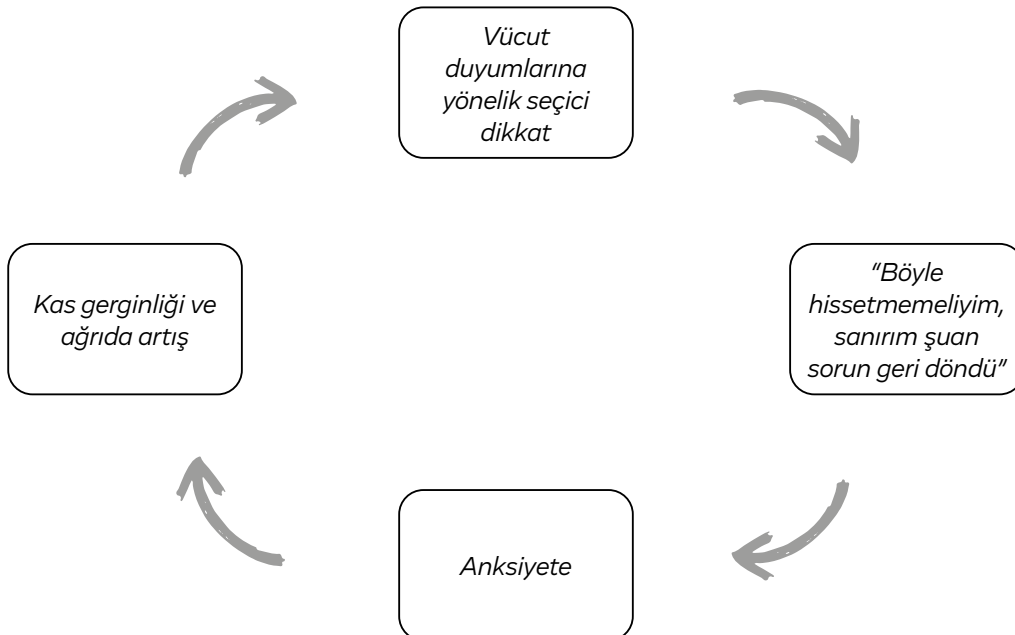 Vücut
duyumlarına
yönelik seçici
dikkat
“Böyle
hissetmemeliyim,
sanırım şuan
sorun geri döndü”
Anksiyete
Kas gerginliği ve
ağrıda artış